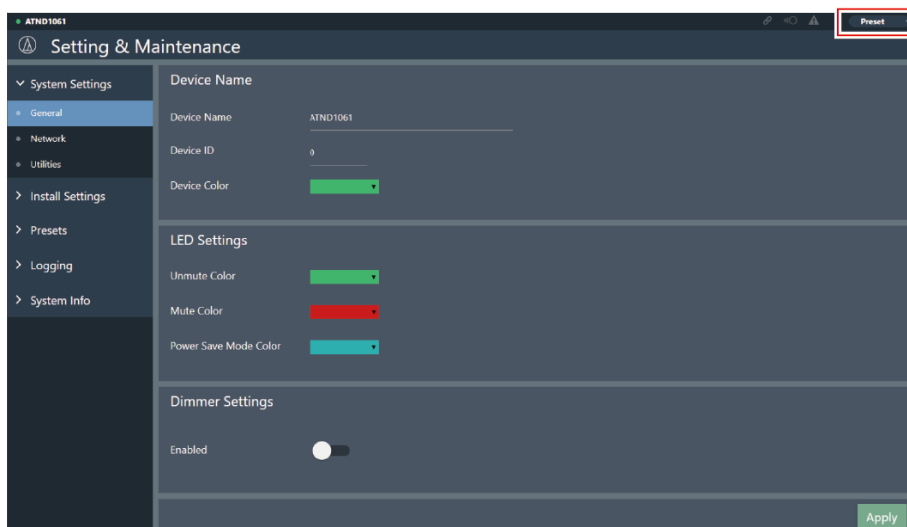 ATND1061
Preset
Setting & Maintenance
System Settings
General
Network
Utilities
Install Settings
Presets
Logging
System Info
Device Name
Device Name ATND1061
Device ID 0
Device Color
LED Settings
Unmute Color
Mute Color
Power Save Mode Color
Dimmer Settings
Enabled
Apply